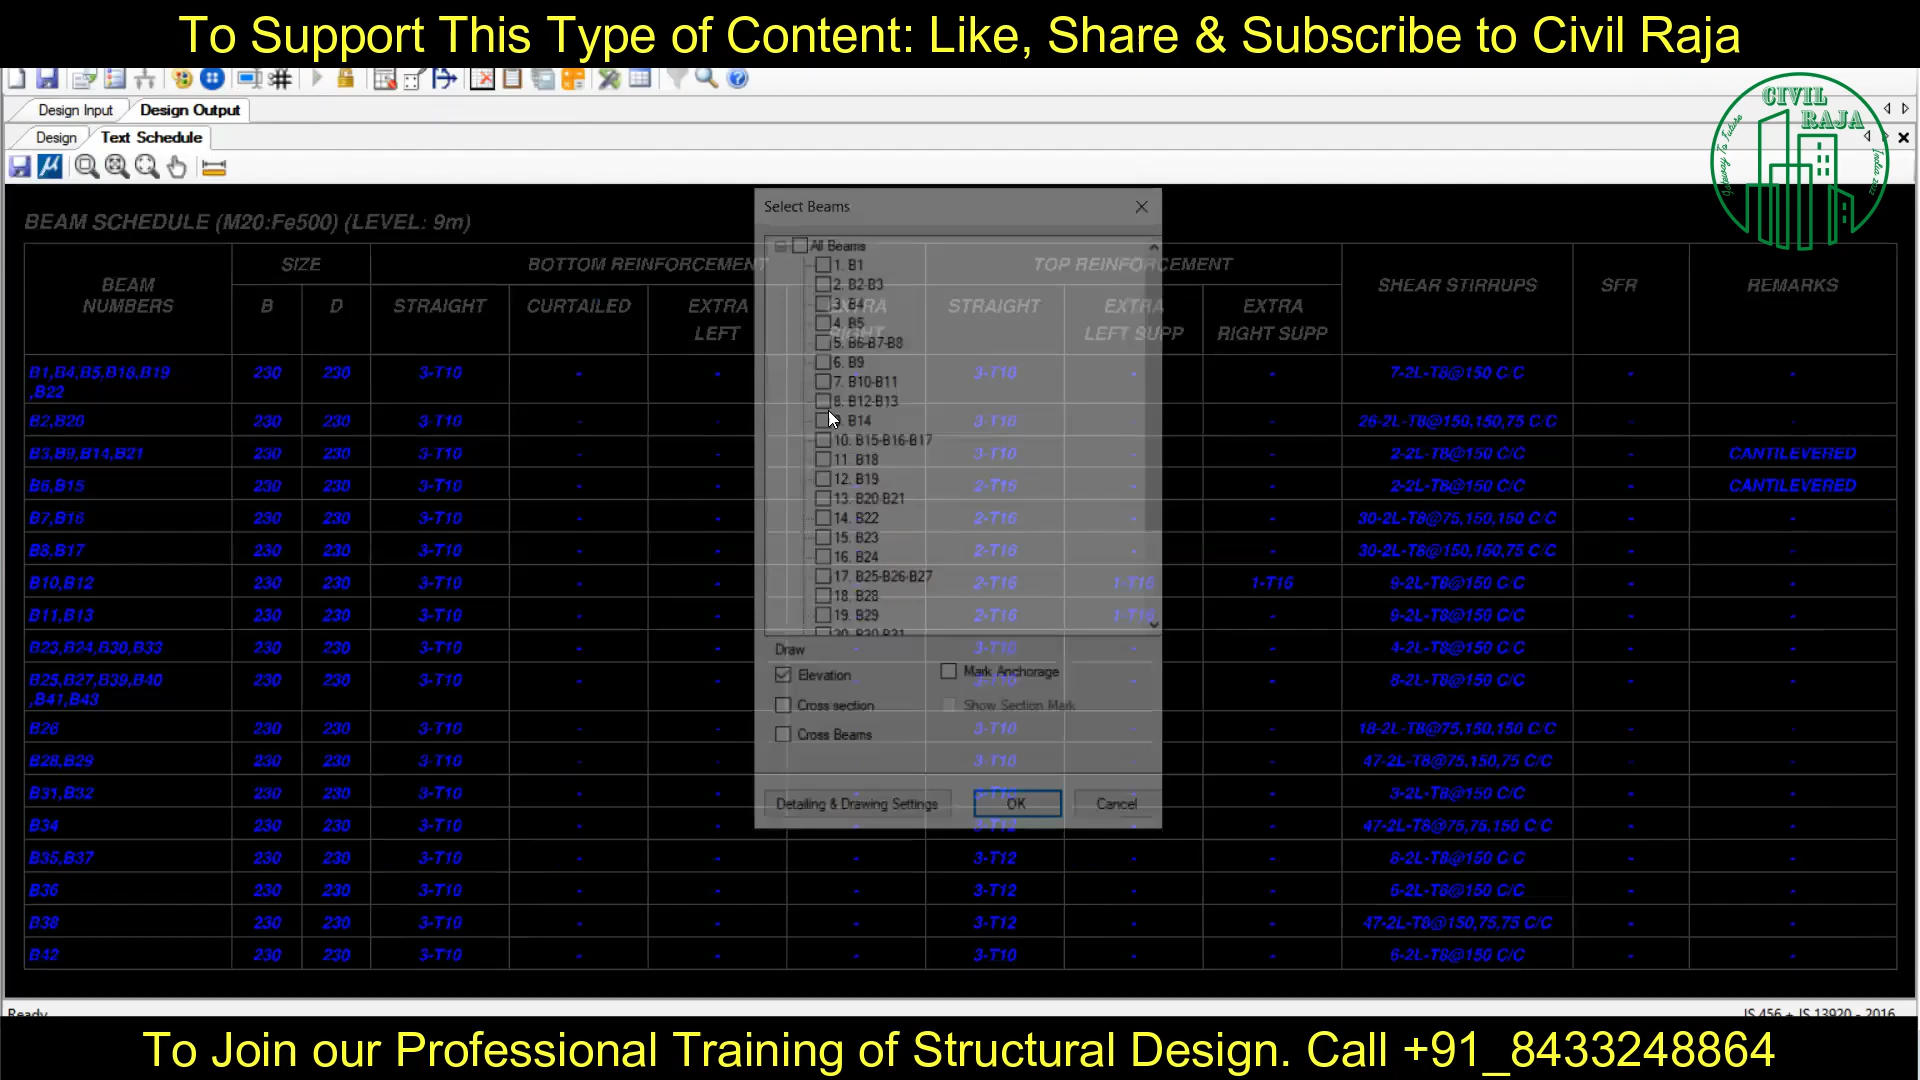 To Support This Type of Content: Like, Share & Subscribe to Civil Raja
Design Input Design Output
Design Text Schedule
CIVIL RAJA
BEAM SCHEDULE (M20:Fe500) (LEVEL: 9m)
BEAM NUMBERS SIZE BOTTOM REINFORCEMENT TOP REINFORCEMENT SHEAR STIRRUPS SFR REMARKS
B D STRAIGHT CURTAILED EXTRA LEFT EXTRA RIGHT STRAIGHT EXTRA LEFT SUPP EXTRA RIGHT SUPP
B1,B4,B5,B18,B19 230 230 3-T10 - - 3-T10 - - 7-2L-T8@150 C/C - -
,B22
B2,B20 230 230 3-T10 - - 3-T10 - - 26-2L-T8@150,150,75 C/C - -
B3,B9,B14,B21 230 230 3-T10 - - 3-T10 - - 2-2L-T8@150 C/C - CANTILEVERED
B6,B15 230 230 3-T10 - - 2-T16 - - 2-2L-T8@150 C/C - CANTILEVERED
B7,B16 230 230 3-T10 - - 2-T16 - - 30-2L-T8@75,150,150 C/C - -
B8,B17 230 230 3-T10 - - 2-T16 - - 30-2L-T8@150,150,75 C/C - -
B10,B12 230 230 3-T10 - - 2-T16 1-T16 1-T16 9-2L-T8@150 C/C - -
B11,B13 230 230 3-T10 - - 2-T16 1-T16 - 9-2L-T8@150 C/C - -
B23,B24,B30,B33 230 230 3-T10 - - - 3-T10 - - 4-2L-T8@150 C/C - -
B25,B27,B39,B40 230 230 3-T10 - - - 3-T10 - - 8-2L-T8@150 C/C - -
,B41,B43
B26 230 230 3-T10 - - 3-T10 - - 18-2L-T8@75,150,150 C/C - -
B28,B29 230 230 3-T10 - - 3-T10 - - 47-2L-T8@75,150,75 C/C - -
B31,B32 230 230 3-T10 - - - 3-2L-T8@150 C/C - -
B34 230 230 3-T10 - - - 3-T12 - - 47-2L-T8@75,75,150 C/C - -
B35,B37 230 230 3-T10 - - - 3-T12 - - 8-2L-T8@150 C/C - -
B36 230 230 3-T10 - - - 3-T12 - - 5-2L-T8@150 C/C - -
B38 230 230 3-T10 - - - 3-T12 - - 47-2L-T8@150,75,75 C/C - -
B42 230 230 3-T10 - - - 3-T10 - - 6-2L-T8@150 C/C - -
Select Beams
All Beams
1. B1
2. B2-B3
3. B4
4. B5
5. B6-B7-B8
6. B9
7. B10-B11
8. B12-B13
9. B14
10. B15-B16-B17
11 B18
12. B19
13. B20-B21
14. B22
15. B23
16. B24
17. B25-B26-B27
18. B28
19. B29
20. B30-B31
Draw
Elevation Mark Anchorage
Cross section Show Section Mark
Cross Beams
Detailing & Drawing Settings OK Cancel
Ready IS 456 + IS 13920 - 2016
To Join our Professional Training of Structural Design. Call +91_8433248864